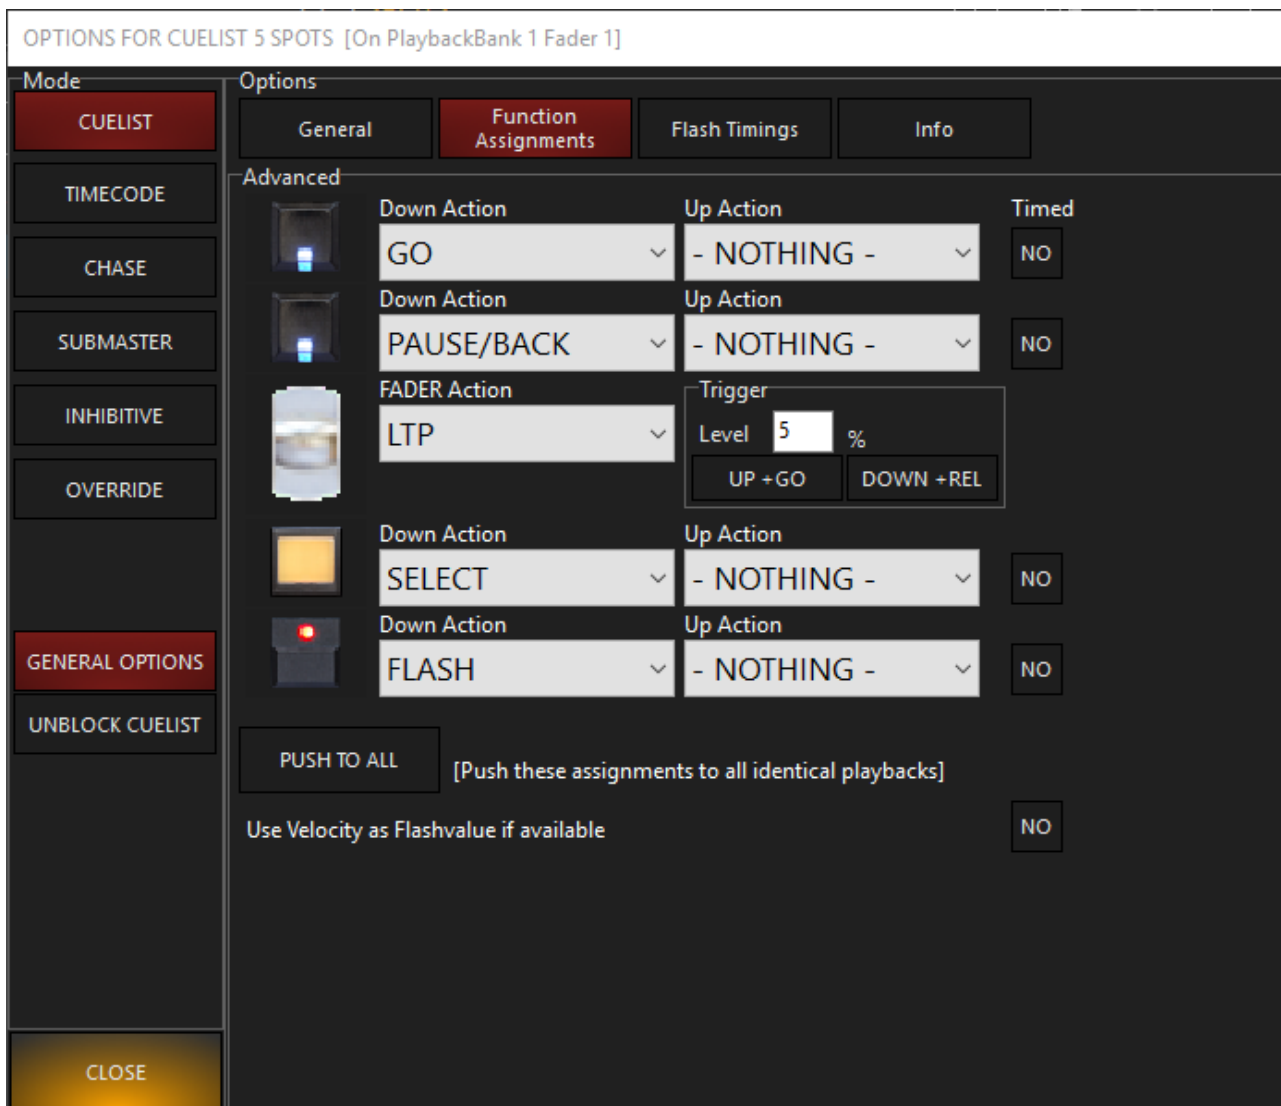 OPTIONS FOR CUELIST 5 SPOTS [On PlaybackBank 1 Fader 1]
Mode
CUELIST
TIMECODE
CHASE
SUBMASTER
INHIBITIVE
OVERRIDE
GENERAL OPTIONS
UNBLOCK CUELIST
CLOSE
Options
General
Function
Assignments
Flash Timings
Info
Advanced
Down Action Up Action Timed
GO - NOTHING - NO
Down Action Up Action
PAUSE/BACK - NOTHING - NO
FADER Action
LTP
Trigger
Level 5 %
UP +GO DOWN +REL
Down Action Up Action
SELECT - NOTHING - NO
Down Action Up Action
FLASH - NOTHING - NO
PUSH TO ALL [Push these assignments to all identical playbacks]
Use Velocity as Flashvalue if available NO